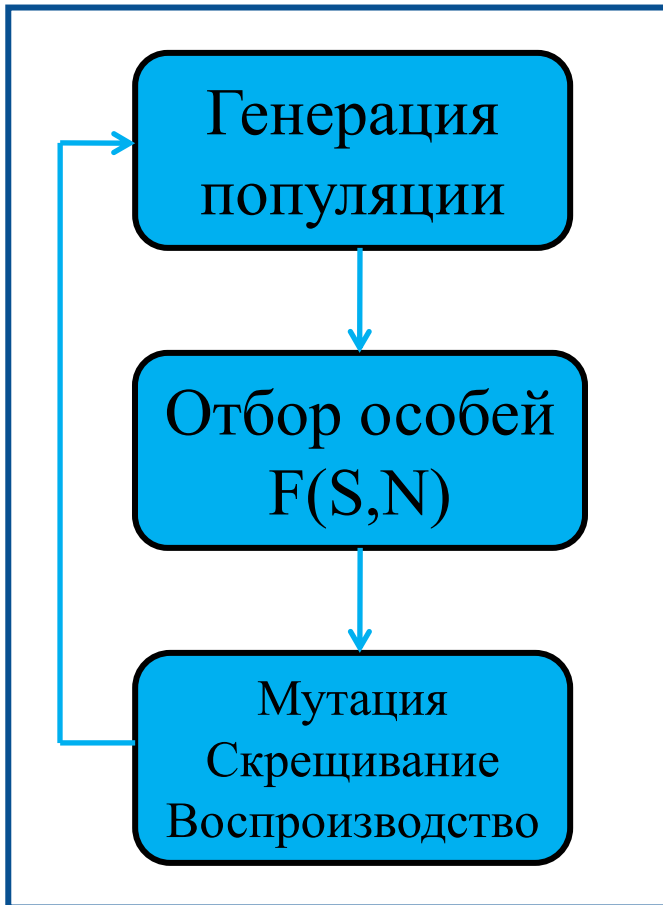 Генерация
популяции
Отбор особей
F(S,N)
Мутация
Скрещивание
Воспроизводство